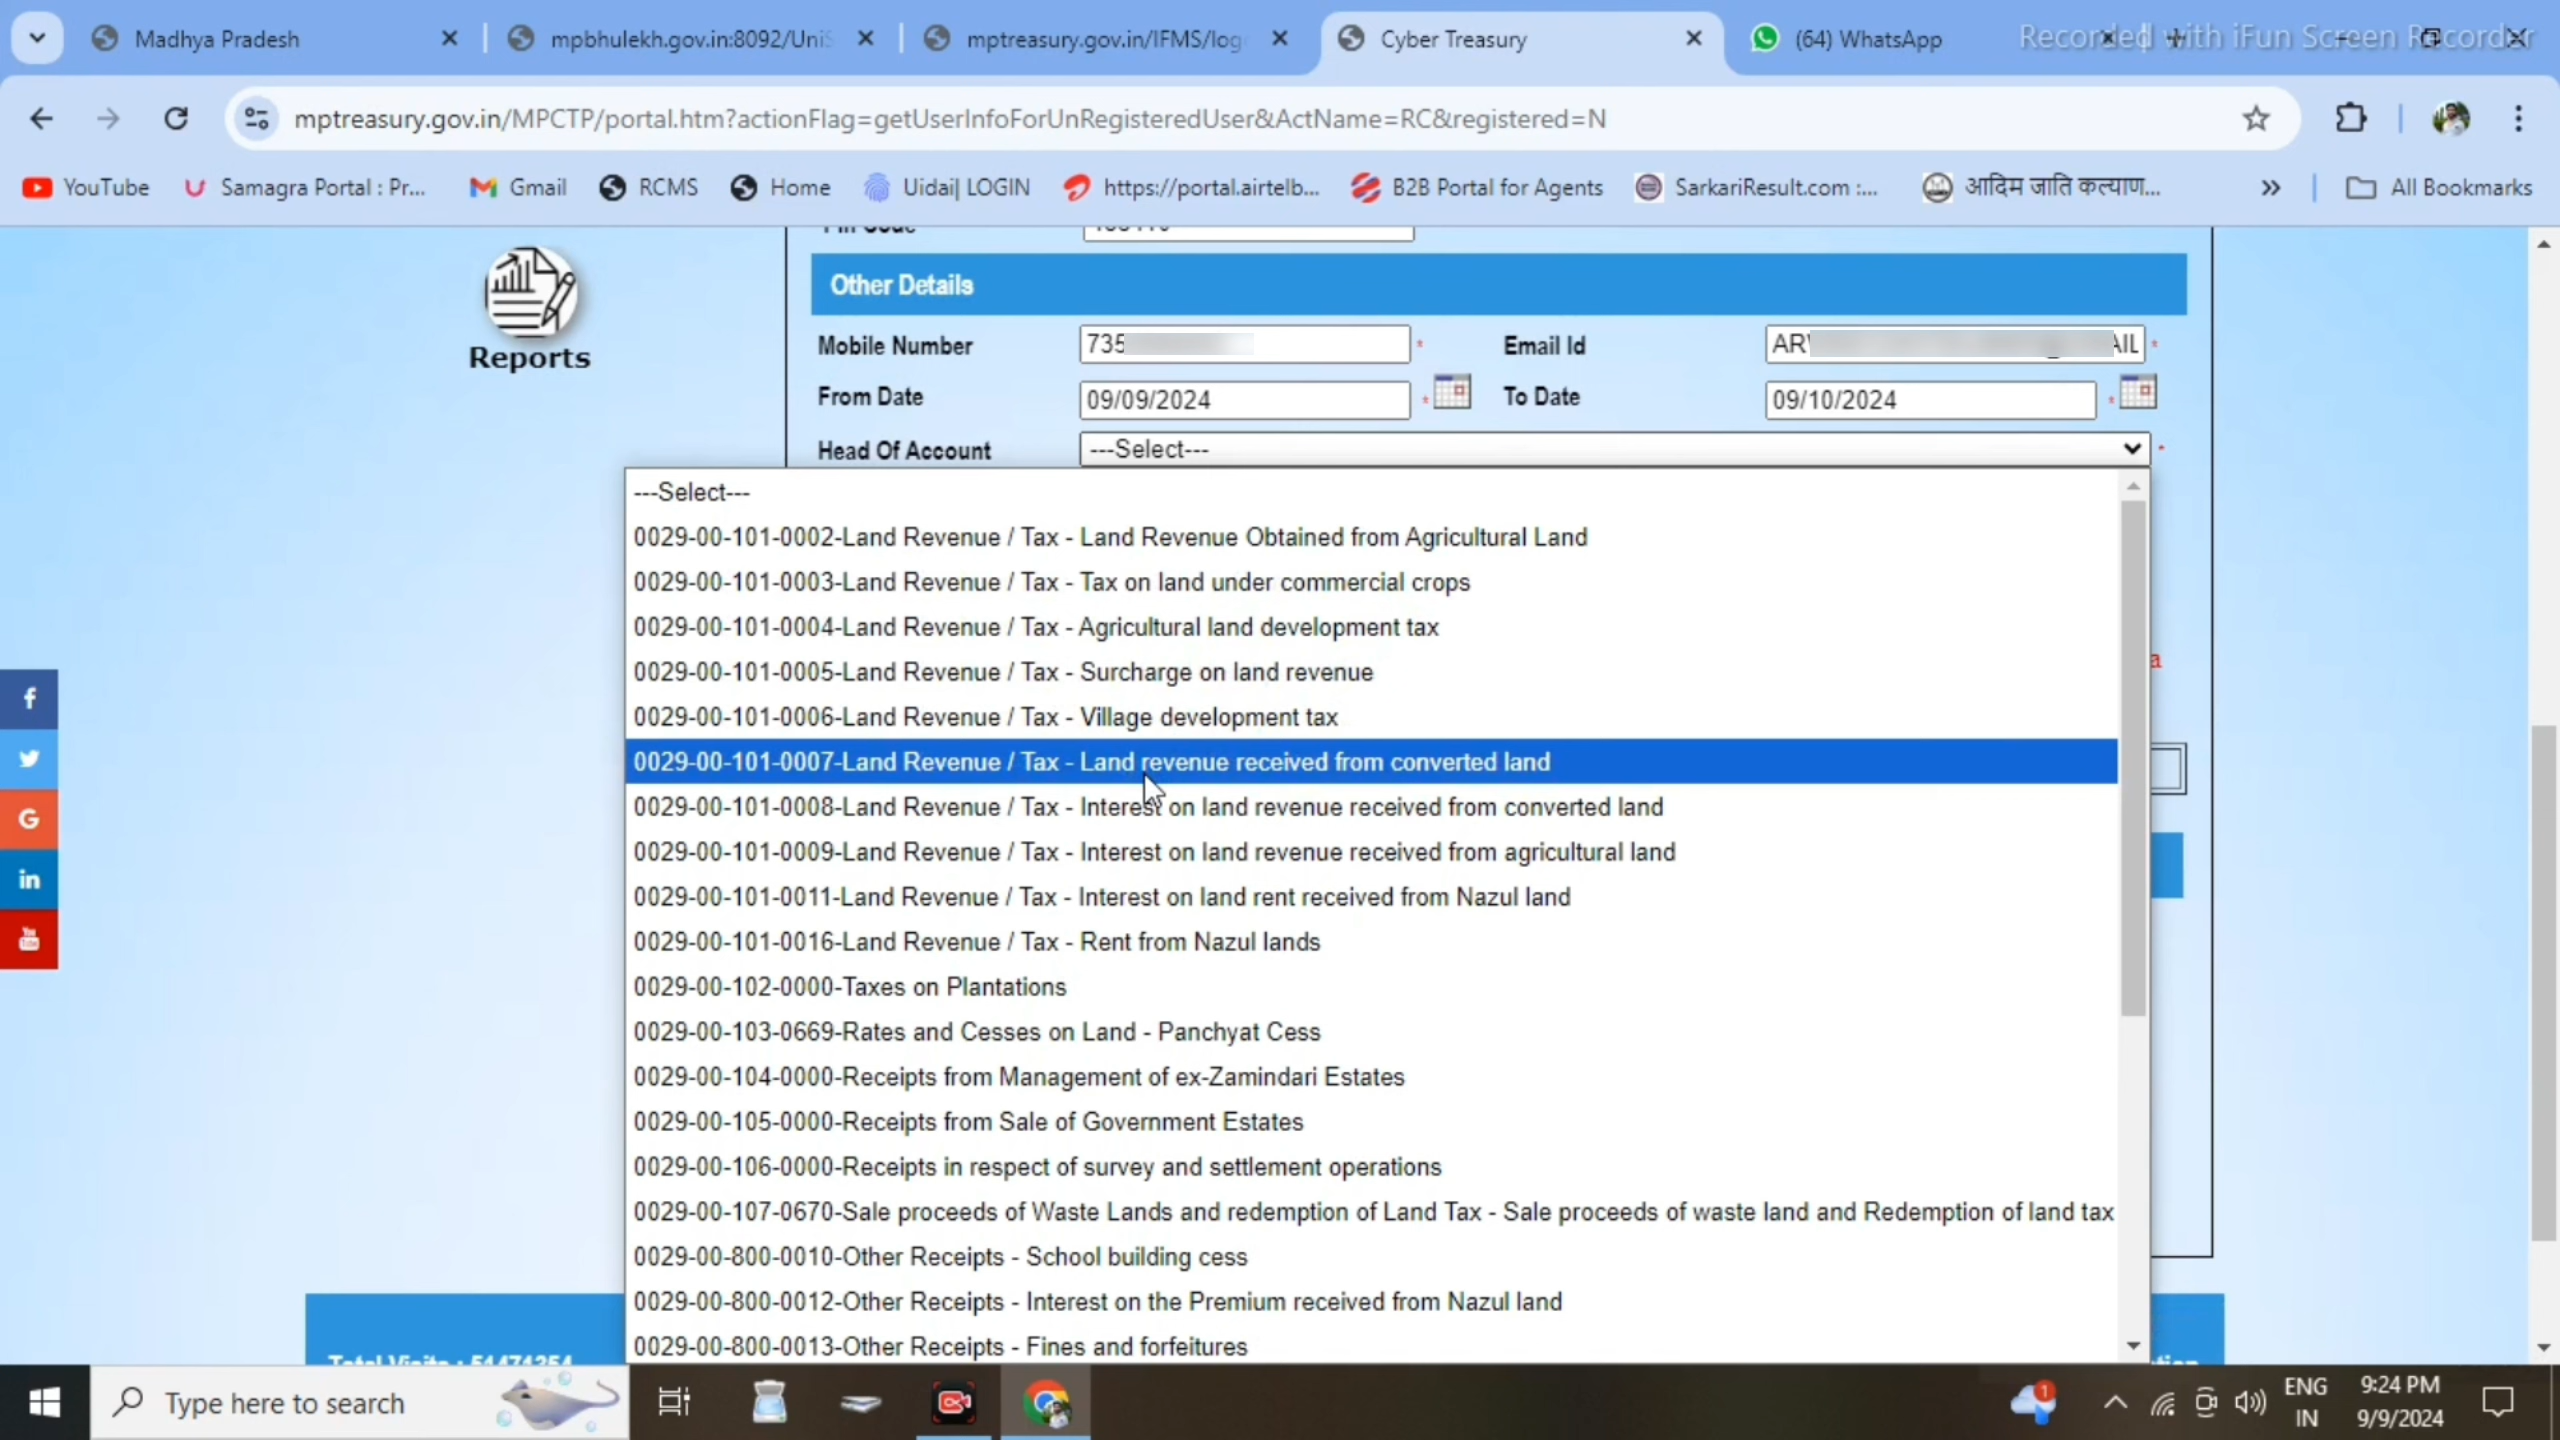 Madhya Pradesh
mpbhulekh.gov.in:8092/UniS
mptreasury.gov.in/IFMS/log
Cyber Treasury
(64) WhatsApp
Recorded with iFun Screen Recorder
mptreasury.gov.in/MPCTP/portal.htm?actionFlag=getUserInfoForUnRegisteredUser&ActName=RC&registered=N
YouTube
Samagra Portal : Pr...
Gmail
RCMS
Home
Uidai| LOGIN
https://portal.airtelb...
B2B Portal for Agents
SarkariResult.com :...
आदिम जाति कल्याण...
All Bookmarks
Pin Code
Reports
Other Details
Mobile Number 735 *
Email Id AR AIL *
From Date 09/09/2024 *
To Date 09/10/2024 *
Head Of Account ---Select--- *
---Select---
0029-00-101-0002-Land Revenue / Tax - Land Revenue Obtained from Agricultural Land
0029-00-101-0003-Land Revenue / Tax - Tax on land under commercial crops
0029-00-101-0004-Land Revenue / Tax - Agricultural land development tax
0029-00-101-0005-Land Revenue / Tax - Surcharge on land revenue
0029-00-101-0006-Land Revenue / Tax - Village development tax
0029-00-101-0007-Land Revenue / Tax - Land revenue received from converted land
0029-00-101-0008-Land Revenue / Tax - Interest on land revenue received from converted land
0029-00-101-0009-Land Revenue / Tax - Interest on land revenue received from agricultural land
0029-00-101-0011-Land Revenue / Tax - Interest on land rent received from Nazul land
0029-00-101-0016-Land Revenue / Tax - Rent from Nazul lands
0029-00-102-0000-Taxes on Plantations
0029-00-103-0669-Rates and Cesses on Land - Panchyat Cess
0029-00-104-0000-Receipts from Management of ex-Zamindari Estates
0029-00-105-0000-Receipts from Sale of Government Estates
0029-00-106-0000-Receipts in respect of survey and settlement operations
0029-00-107-0670-Sale proceeds of Waste Lands and redemption of Land Tax - Sale proceeds of waste land and Redemption of land tax
0029-00-800-0010-Other Receipts - School building cess
0029-00-800-0012-Other Receipts - Interest on the Premium received from Nazul land
0029-00-800-0013-Other Receipts - Fines and forfeitures
Total Visits : 51471254
Type here to search
1
ENG
IN
9:24 PM
9/9/2024